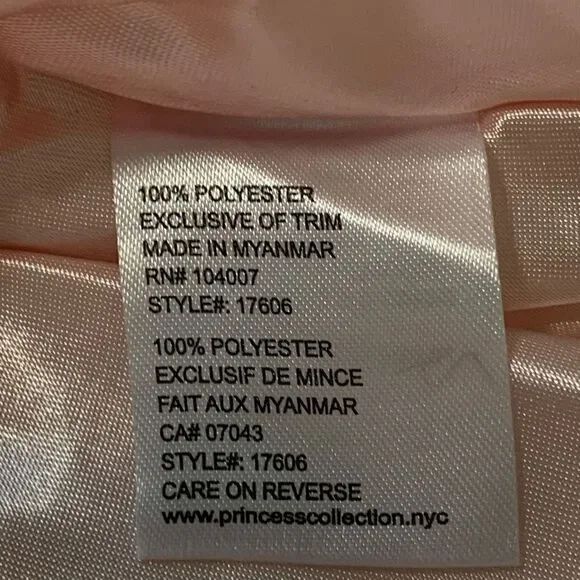 100% POLYESTER
EXCLUSIVE OF TRIM
MADE IN MYANMAR
RN# 104007
STYLE#: 17606
100% POLYESTER
EXCLUSIF DE MINCE
FAIT AUX MYANMAR
CA# 07043
STYLE#: 17606
CARE ON REVERSE
www.princesscollection.nyc